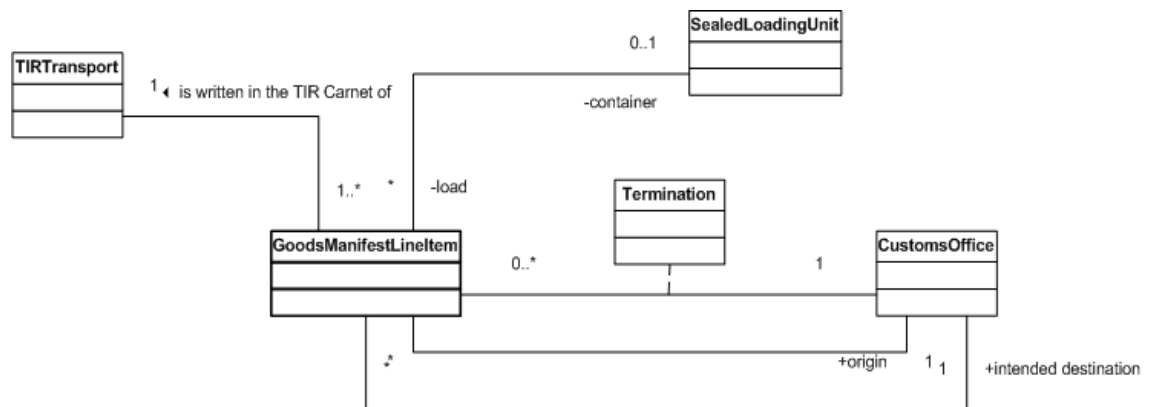 SealedLoadingUnit
0..1
TIRTransport
1 ◄ is written in the TIR Carnet of
-container
1..* * -load
Termination
GoodsManifestLineItem
CustomsOffice
0..* 1
*
*
+origin 1 1 +intended destination